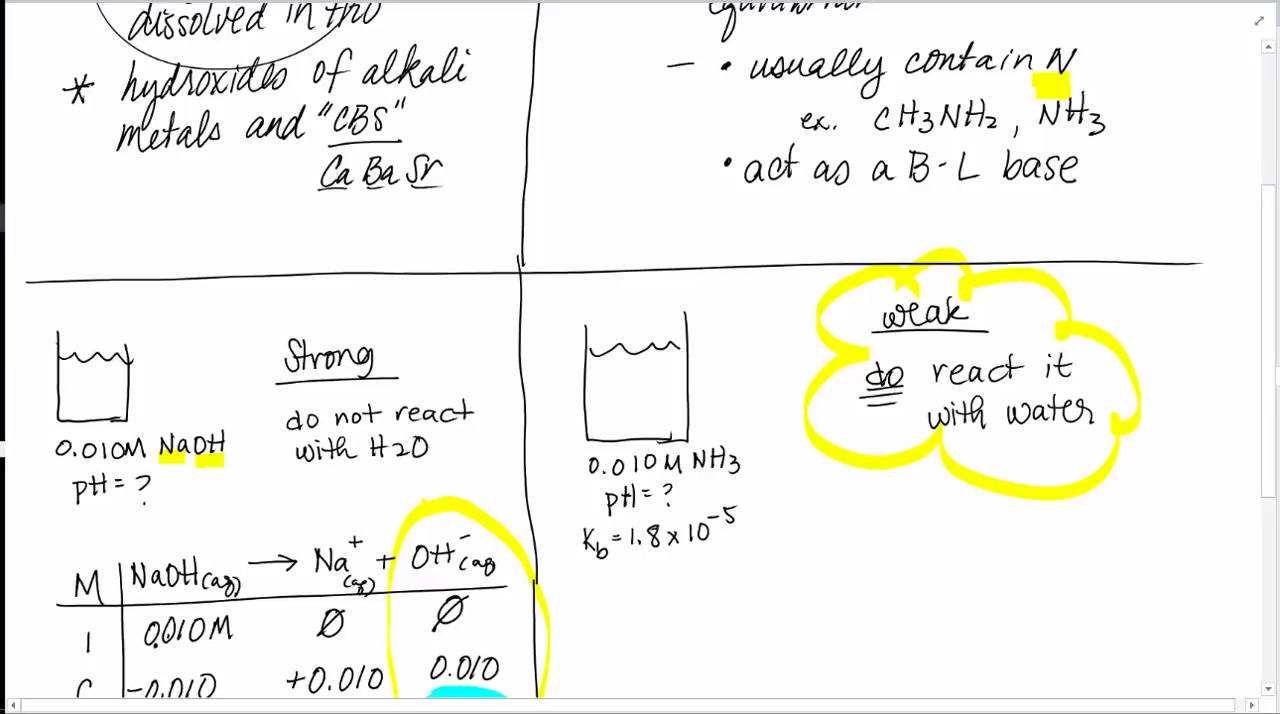 dissolved in
* hydroxides of alkali
metals and "CBS"
Ca Ba Sr
- • usually contain N
ex. CH3NH2, NH3
• act as a B-L base
0.010M NaOH
pH = ?
Strong
do not react
with H2O
M | NaOH(aq) → Na+(aq) + OH-(aq)
I 0.010M Ø Ø
C -0.010 +0.010 0.010
0.010M NH3
pH = ?
Kb = 1.8 x 10-5
weak
do react it
with water